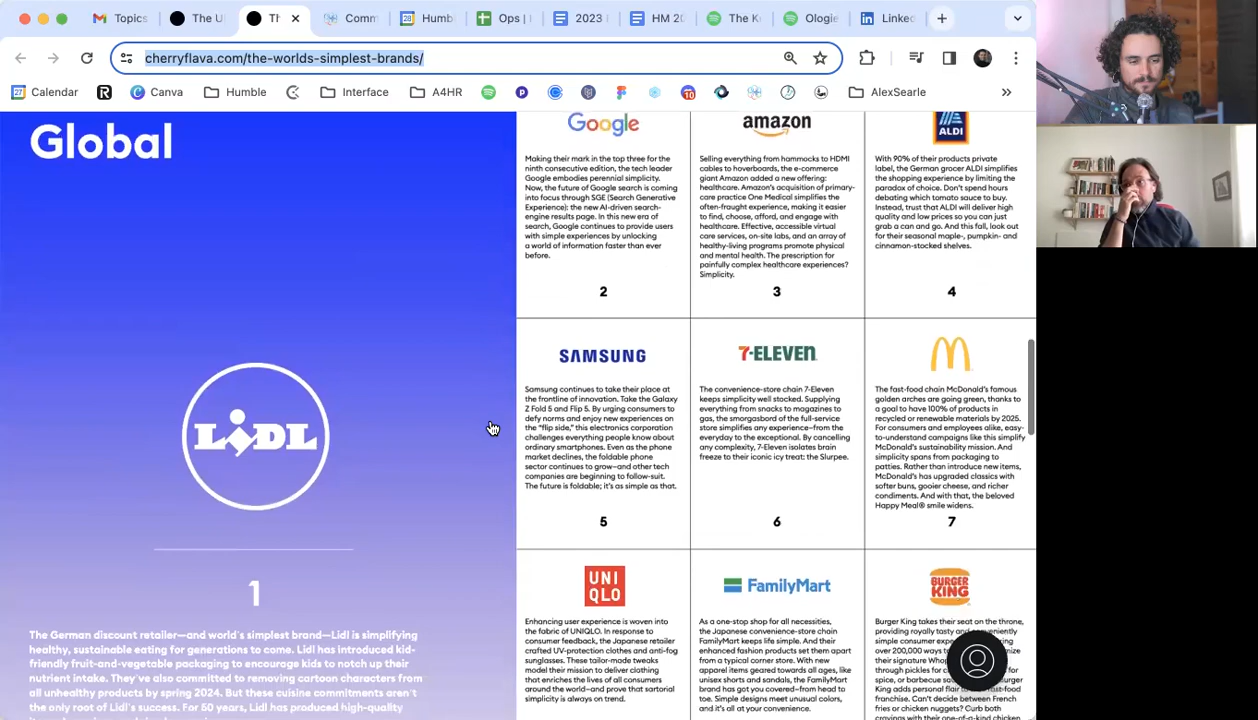 Topics
The U
Th
Comm
Humb
Ops |
2023
HM 20
The K
Ologie
Linked
cherryflava.com/the-worlds-simplest-brands/
Calendar
Canva
Humble
Interface
A4HR
AlexSearle
Global
LIDL
1
The German discount retailer—and world's simplest brand—Lidl is simplifying
healthy, sustainable eating for generations to come. Lidl has introduced kid-
friendly fruit-and-vegetable packaging to encourage kids to notch up their
nutrient intake. They've also committed to removing cartoon characters from
all unhealthy products by spring 2024. But these cuisine commitments aren't
the only root of Lidl's success. For 50 years, Lidl has produced high-quality
Google
Making their mark in the top three for the
ninth consecutive edition, the tech leader
Google embodies perennial simplicity.
Now, the future of Google search is coming
into focus through SGE (Search Generative
Experience): the new AI-driven search-
engine results page. In this new era of
search, Google continues to provide users
with simple experiences by unlocking
a world of information faster than ever
before.
2
amazon
Selling everything from hammocks to HDMI
cables to hoverboards, the e-commerce
giant Amazon added a new offering:
healthcare. Amazon's acquisition of primary-
care practice One Medical simplifies the
often-fraught experience, making it easier
to find, choose, afford, and engage with
healthcare. Effective, accessible virtual
care services, on-site labs, and an array of
healthy-living programs promote physical
and mental health. The prescription for
painfully complex healthcare experiences?
Simplicity.
3
ALDI
With 90% of their products private
label, the German grocer ALDI simplifies
the shopping experience by limiting the
paradox of choice. Don't spend hours
debating which tomato sauce to buy.
Instead, trust that ALDI will deliver high
quality and low prices so you can just
grab a can and go. And this fall, look out
for their seasonal maple-, pumpkin- and
cinnamon-stocked shelves.
4
SAMSUNG
Samsung continues to take their place at
the frontline of innovation. Take the Galaxy
Z Fold 5 and Flip 5. By urging consumers to
defy norms and enjoy new experiences on
the "flip side," this electronics corporation
challenges everything people know about
ordinary smartphones. Even as the phone
market declines, the foldable phone
sector continues to grow—and other tech
companies are beginning to follow-suit.
The future is foldable; it's as simple as that.
5
7-ELEVEN
The convenience-store chain 7-Eleven
keeps simplicity well stocked. Supplying
everything from snacks to magazines to
gas, the smorgasbord of the full-service
store simplifies any experience—from the
everyday to the exceptional. By cancelling
any complexity, 7-Eleven isolates brain
freeze to their iconic icy treat: the Slurpee.
6
The fast-food chain McDonald's famous
golden arches are going green, thanks to
a goal to have 100% of products in
recycled or renewable materials by 2025.
For consumers and employees alike, easy-
to-understand campaigns like this simplify
McDonald's sustainability mission. And
simplicity spans from packaging to
patties. Rather than introduce new items,
McDonald's has upgraded classics with
softer buns, gooier cheese, and richer
condiments. And with that, the beloved
Happy Meal® smile widens.
7
UNI
QLO
Enhancing user experience is woven into
the fabric of UNIQLO. In response to
consumer feedback, the Japanese retailer
crafted UV-protection clothes and anti-fog
sunglasses. These tailor-made tweaks
model their mission to deliver clothing
that enriches the lives of all consumers
around the world—and prove that sartorial
simplicity is always on trend.
FamilyMart
As a one-stop shop for all necessities,
the Japanese convenience-store chain
FamilyMart keeps life simple. And their
enhanced fashion products set them apart
from a typical corner store. With new
apparel items geared towards all ages, like
unisex shorts and sandals, the FamilyMart
brand has got you covered—from head to
toe. Simple designs meet unusual colors,
and it's all at your convenience.
BURGER
KING
Burger King takes their seat on the throne,
providing royally tasty
simple consumer
over 200,000 ways
their signature Who
through pickles for
spice, or barbecue
King adds personal
franchise. Can't decide between French
fries or chicken nuggets? Curb both
cravings with their one-of-a-kind chicken